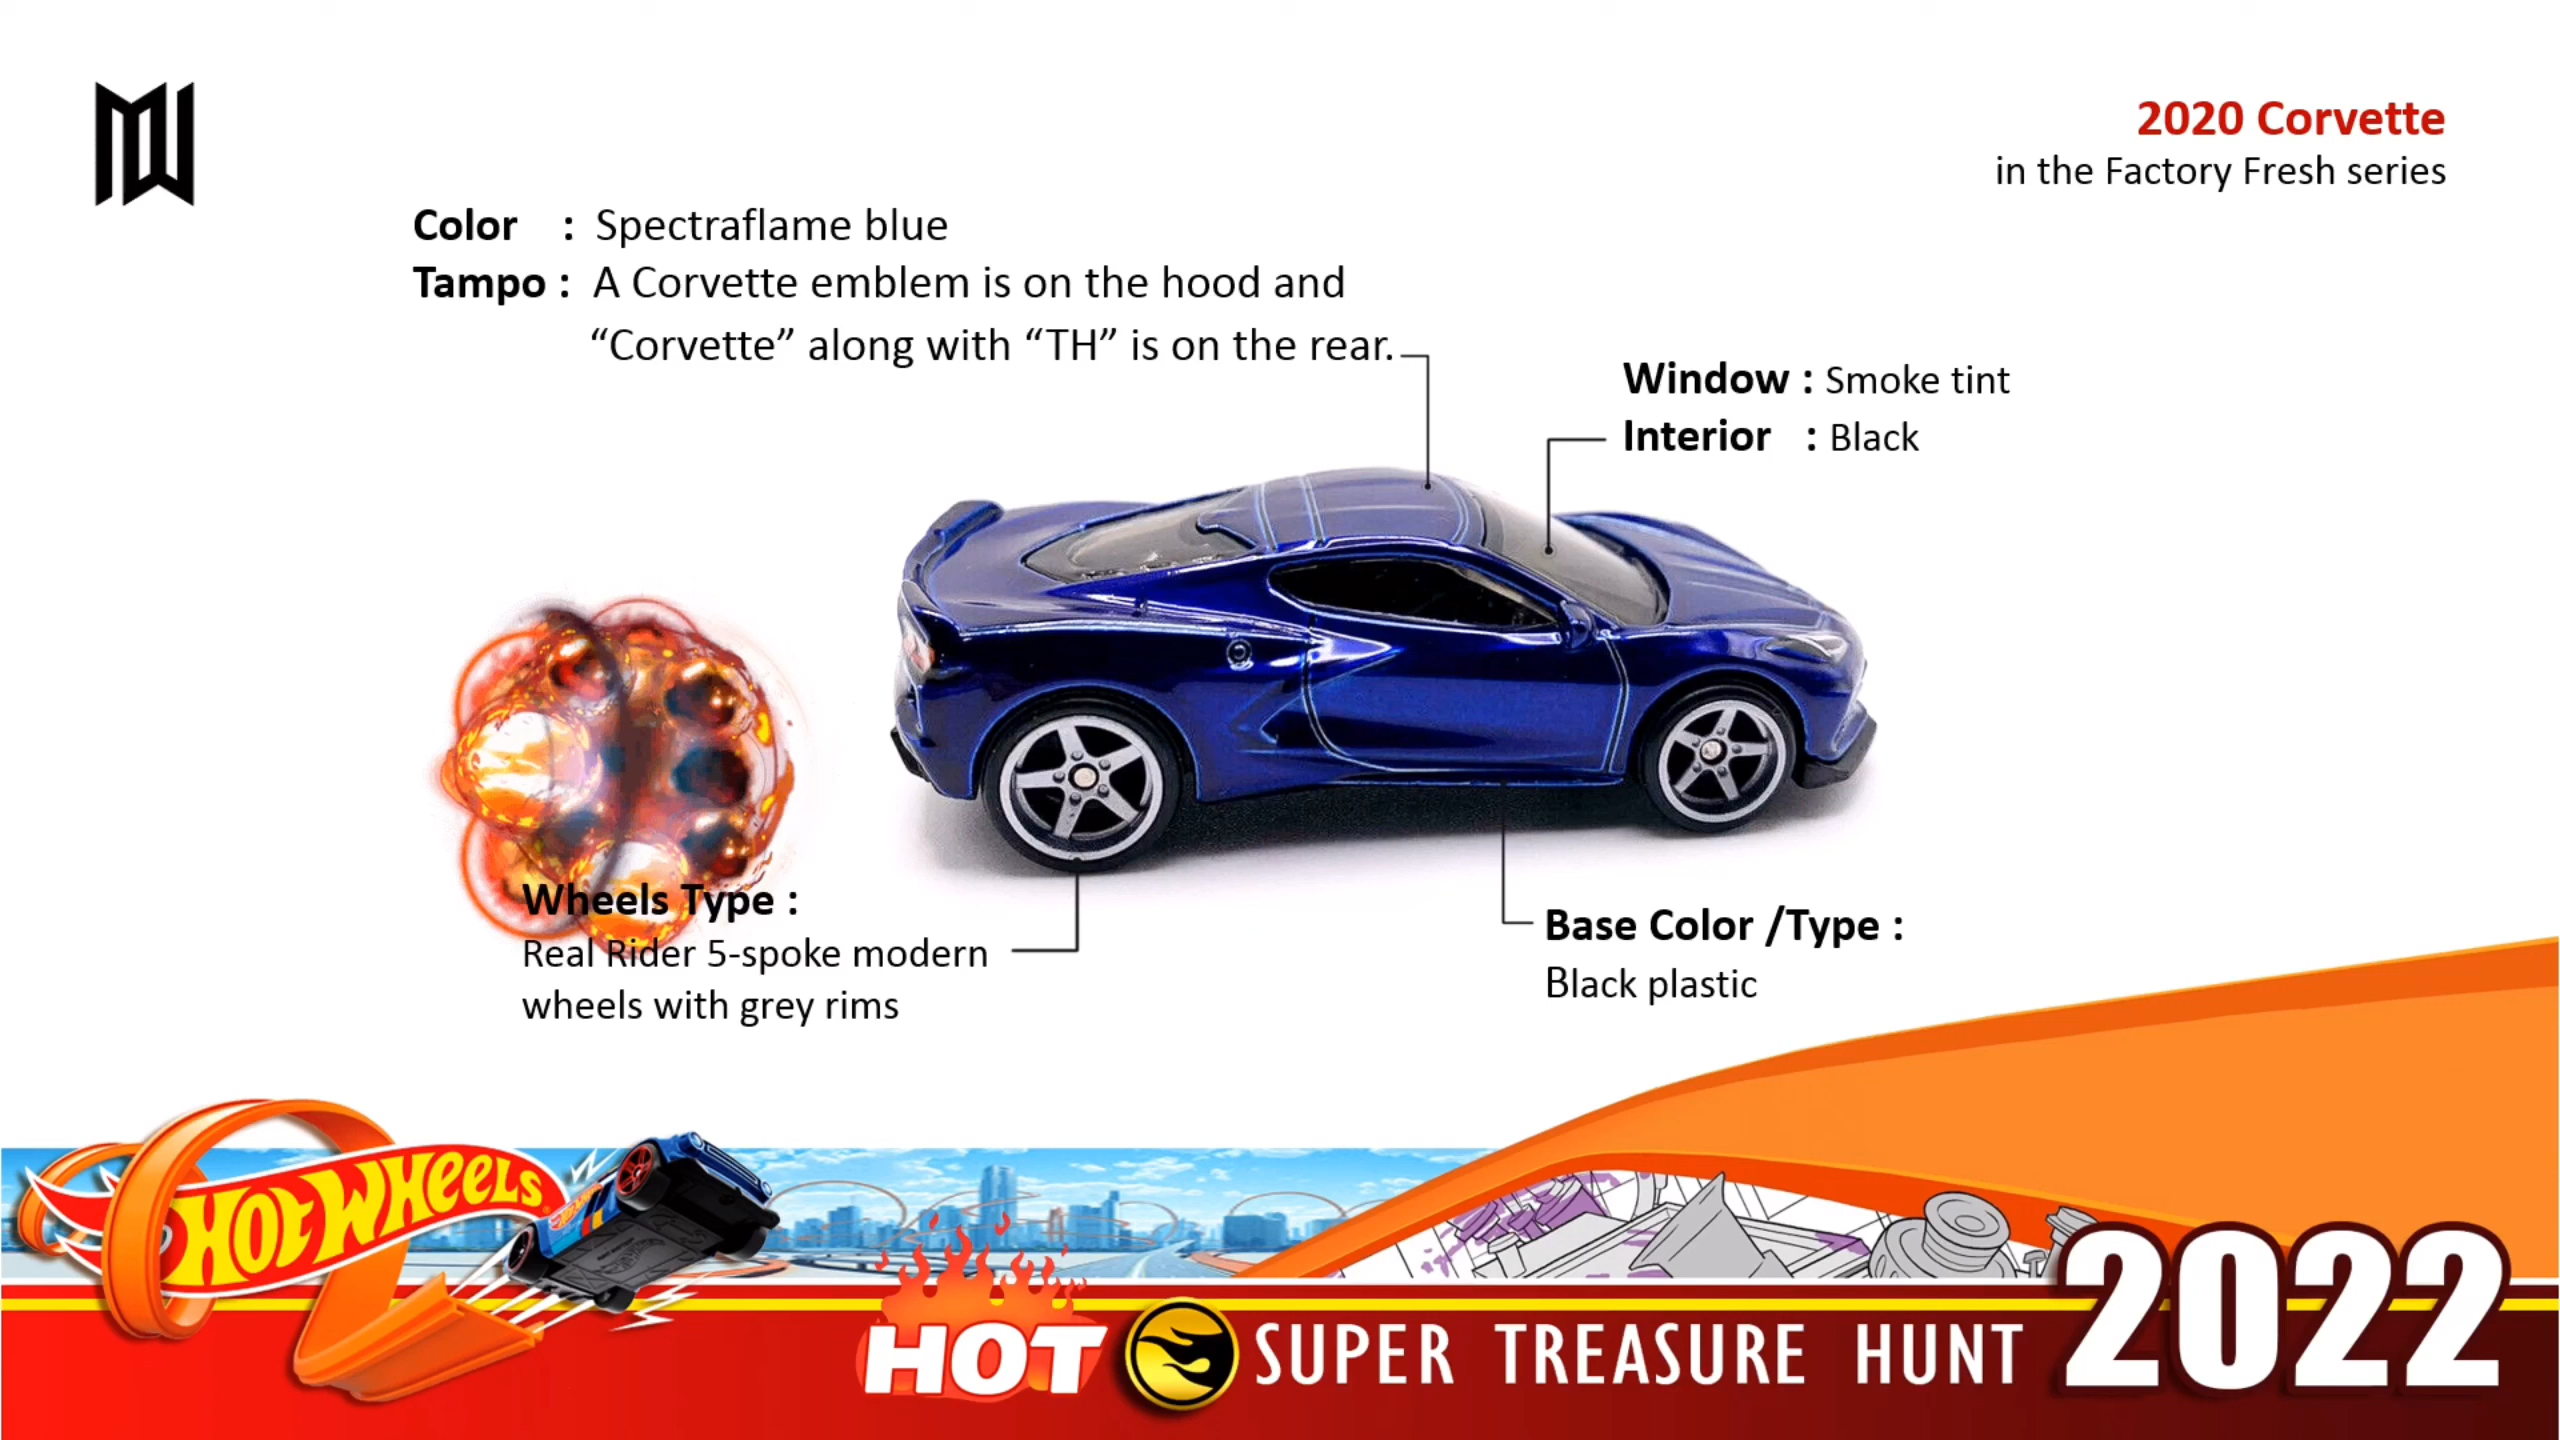 2020 Corvette
in the Factory Fresh series
Color : Spectraflame blue
Tampo : A Corvette emblem is on the hood and
“Corvette” along with “TH” is on the rear.
Window : Smoke tint
Interior : Black
Wheels Type :
Real Rider 5-spoke modern
wheels with grey rims
Base Color /Type :
Black plastic
HOT WHEELS
HOT SUPER TREASURE HUNT 2022